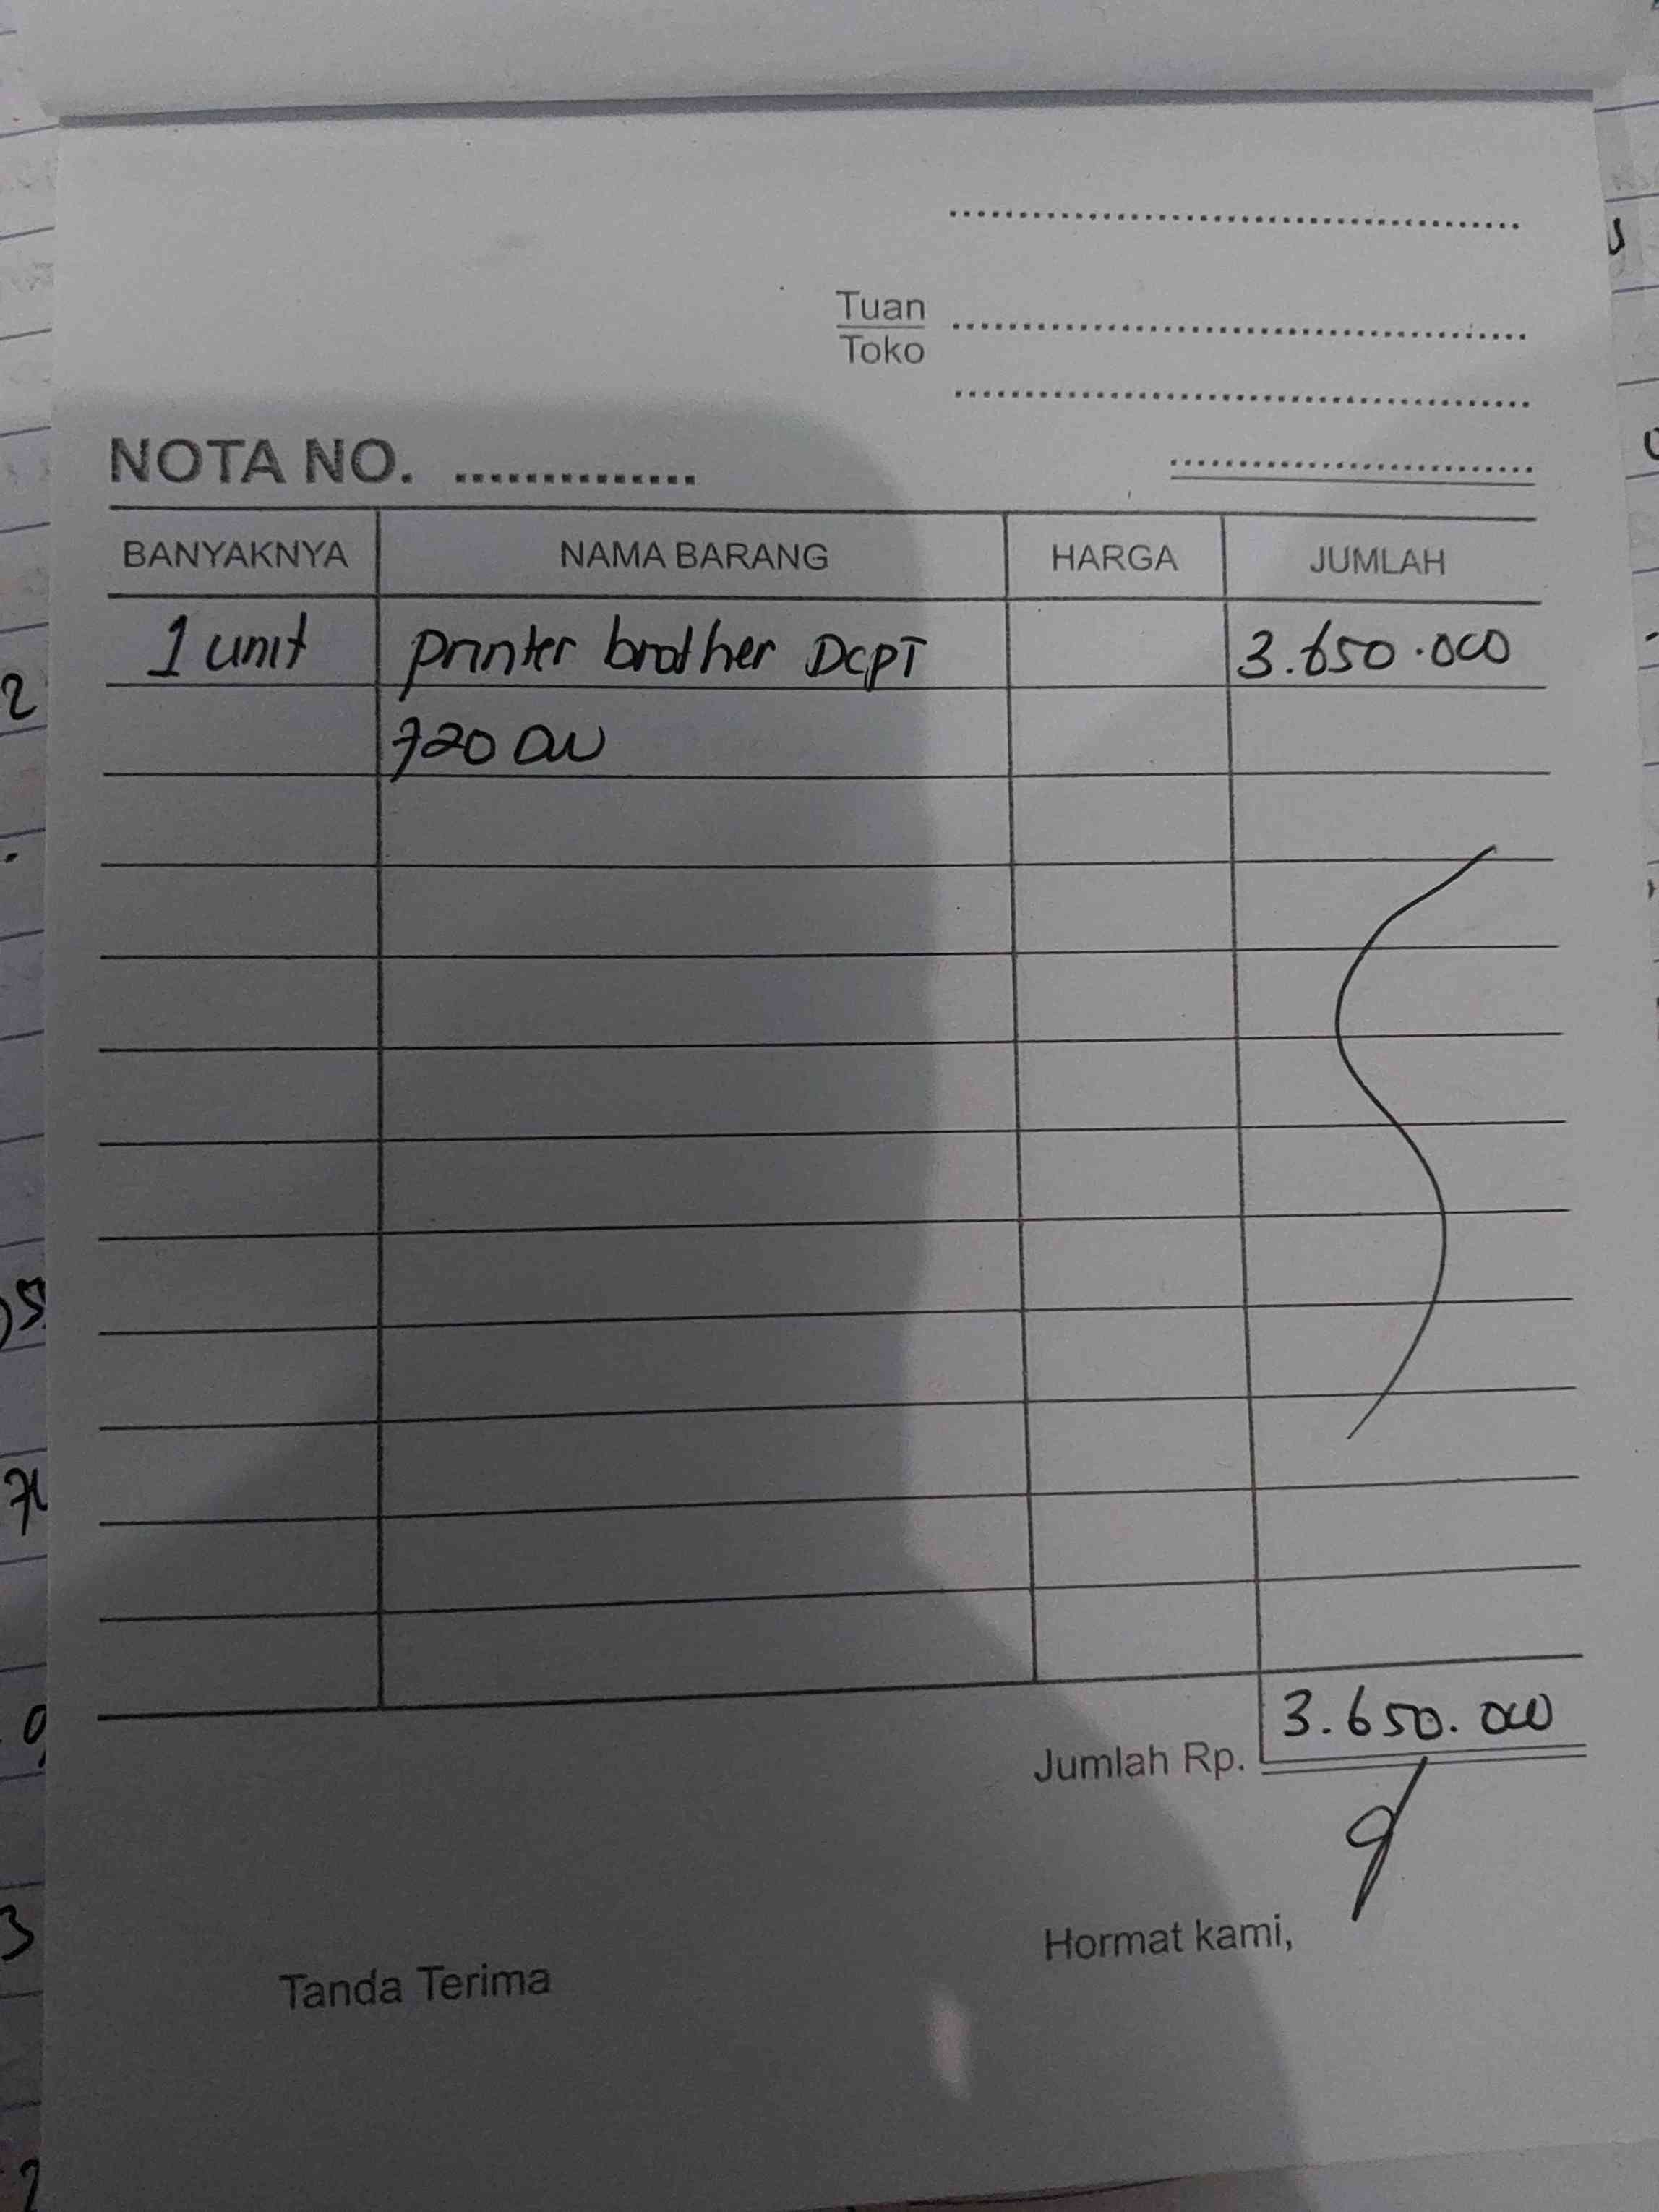 Tuan
Toko
NOTA NO. ..............
BANYAKNYA NAMA BARANG HARGA JUMLAH
1 unit printer brother DCPT 3.650.000
720 DW
3.650.000
Jumlah Rp.
Hormat kami,
Tanda Terima